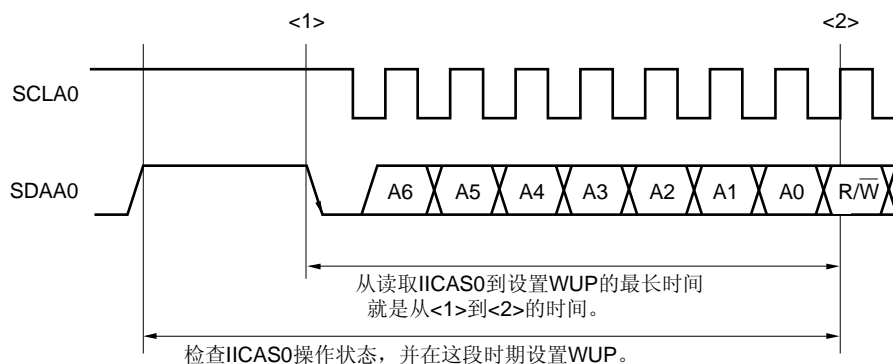 <1> <2>
SCLA0
SDAA0 A6 A5 A4 A3 A2 A1 A0 R/W̅
从读取IICAS0到设置WUP的最长时间
就是从<1>到<2>的时间。
检查IICAS0操作状态，并在这段时期设置WUP。